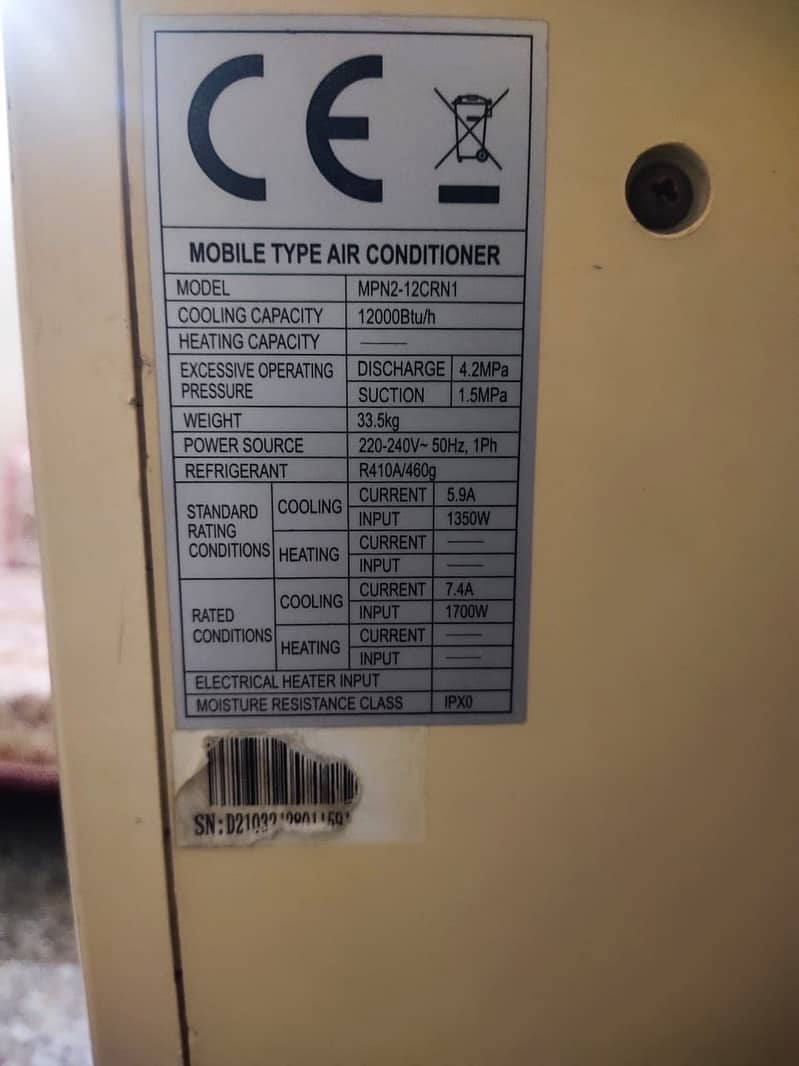 CE
MOBILE TYPE AIR CONDITIONER
MODEL MPN2-12CRN1
COOLING CAPACITY 12000Btu/h
HEATING CAPACITY ———
EXCESSIVE OPERATING PRESSURE DISCHARGE 4.2MPa
SUCTION 1.5MPa
WEIGHT 33.5kg
POWER SOURCE 220-240V~ 50Hz, 1Ph
REFRIGERANT R410A/460g
STANDARD RATING CONDITIONS COOLING CURRENT 5.9A
INPUT 1350W
HEATING CURRENT ———
INPUT ———
RATED CONDITIONS COOLING CURRENT 7.4A
INPUT 1700W
HEATING CURRENT ———
INPUT ———
ELECTRICAL HEATER INPUT
MOISTURE RESISTANCE CLASS IPX0
SN: